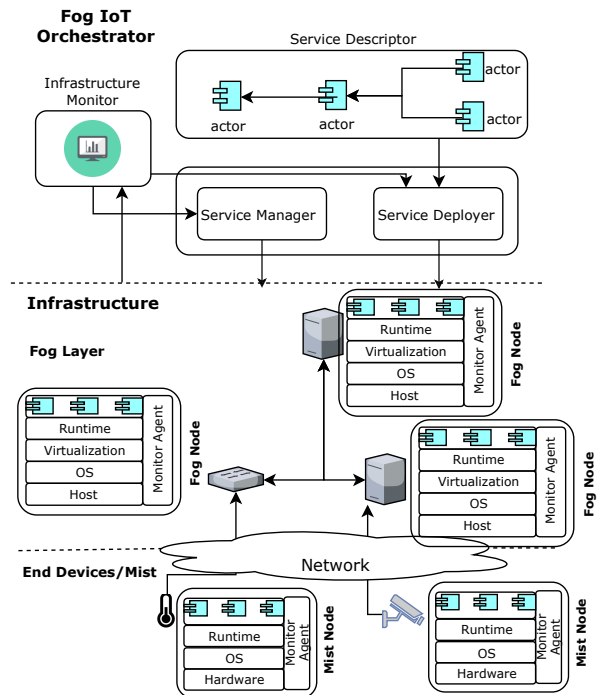 Fog IoT
Orchestrator
Service Descriptor
actor
actor
actor
actor
Infrastructure
Monitor
Service Manager
Service Deployer
Infrastructure
Fog Layer
Runtime
Virtualization
OS
Host
Monitor Agent
Fog Node
Runtime
Virtualization
OS
Host
Monitor Agent
Fog Node
Runtime
Virtualization
OS
Host
Monitor Agent
Fog Node
Network
End Devices/Mist
Runtime
OS
Hardware
Monitor
Agent
Mist Node
Runtime
OS
Hardware
Monitor
Agent
Mist Node